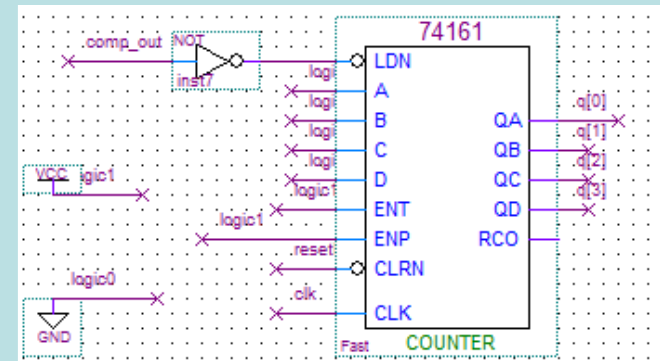 74161
comp_out
NOT
inst7
LDN
logi
A
logi
B
QA
q[0]
logi
C
QB
q[1]
logi
D
QC
q[2]
VCC
ogic1
logic1
ENT
QD
q[3]
logic1
ENP
RCO
reset
CLRN
logic0
clk
CLK
GND
Fast
COUNTER